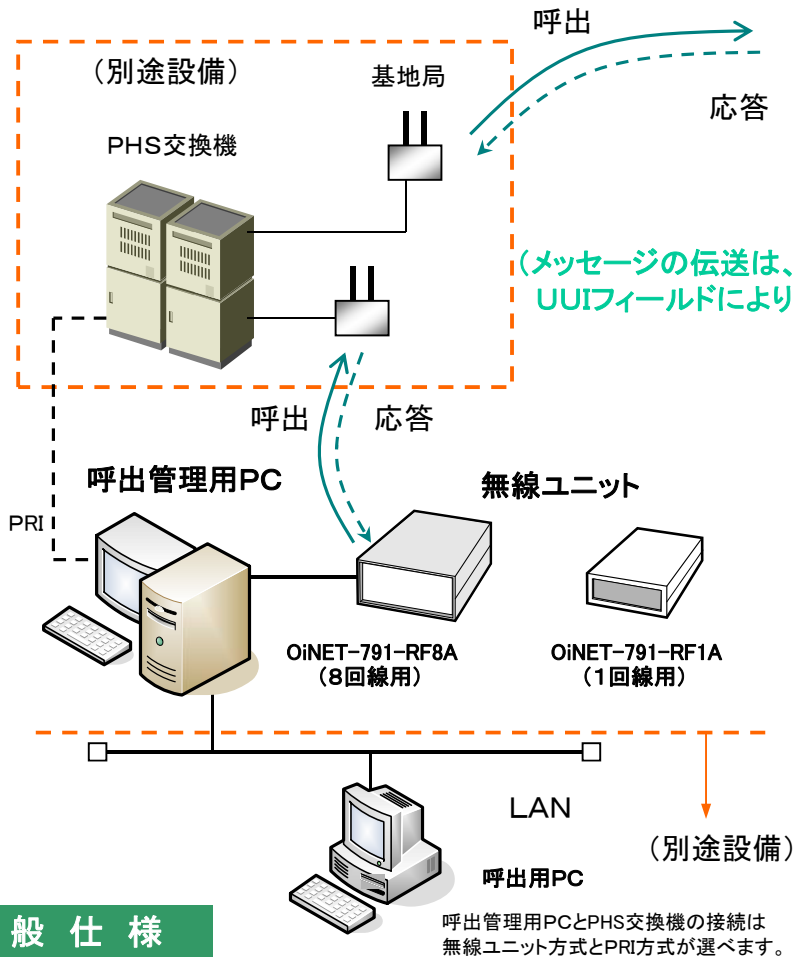 呼出
（別途設備）
基地局
応答
PHS交換機
（メッセージの伝送は、
UUIフィールドにより
呼出
応答
呼出管理用PC
無線ユニット
PRI
OiNET-791-RF8A
（8回線用）
OiNET-791-RF1A
（1回線用）
LAN
（別途設備）
呼出用PC
般 仕 様
呼出管理用PCとPHS交換機の接続は
無線ユニット方式とPRI方式が選べます。